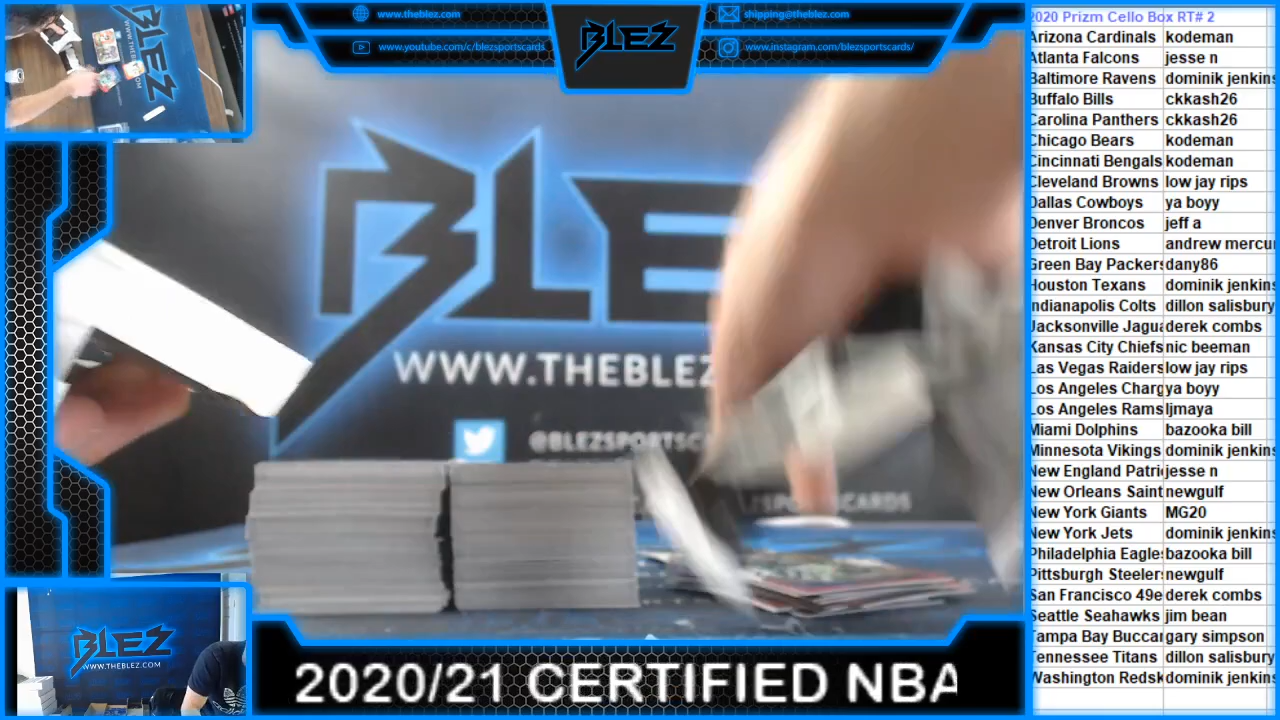 www.theblez.com
shipping@theblez.com
www.youtube.com/c/blezsportscards
www.instagram.com/blezsportscards/
BLEZ
BLE
WWW.THEBLEZ
@BLEZSPORTSCA
SPORTSCARDS
BLEZ
WWW.THEBLEZ.COM
2020/21 CERTIFIED NBA
2020 Prizm Cello Box RT# 2
Arizona Cardinals kodeman
Atlanta Falcons jesse n
Baltimore Ravens dominik jenkins
Buffalo Bills ckkash26
Carolina Panthers ckkash26
Chicago Bears kodeman
Cincinnati Bengals kodeman
Cleveland Browns low jay rips
Dallas Cowboys ya boyy
Denver Broncos jeff a
Detroit Lions andrew mercu
Green Bay Packers dany86
Houston Texans dominik jenkins
Indianapolis Colts dillon salisbury
Jacksonville Jagua derek combs
Kansas City Chiefs nic beeman
Las Vegas Raiders low jay rips
Los Angeles Charg ya boyy
Los Angeles Rams ljmaya
Miami Dolphins bazooka bill
Minnesota Vikings dominik jenkins
New England Patri jesse n
New Orleans Saint newgulf
New York Giants MG20
New York Jets dominik jenkins
Philadelphia Eagle bazooka bill
Pittsburgh Steeler newgulf
San Francisco 49e derek combs
Seattle Seahawks jim bean
Tampa Bay Buccar gary simpson
Tennessee Titans dillon salisbury
Washington Redsk dominik jenkins